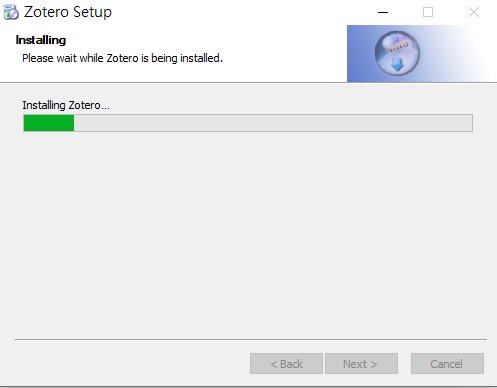 Zotero Setup
Installing
Please wait while Zotero is being installed.
Installing Zotero...
< Back
Next >
Cancel